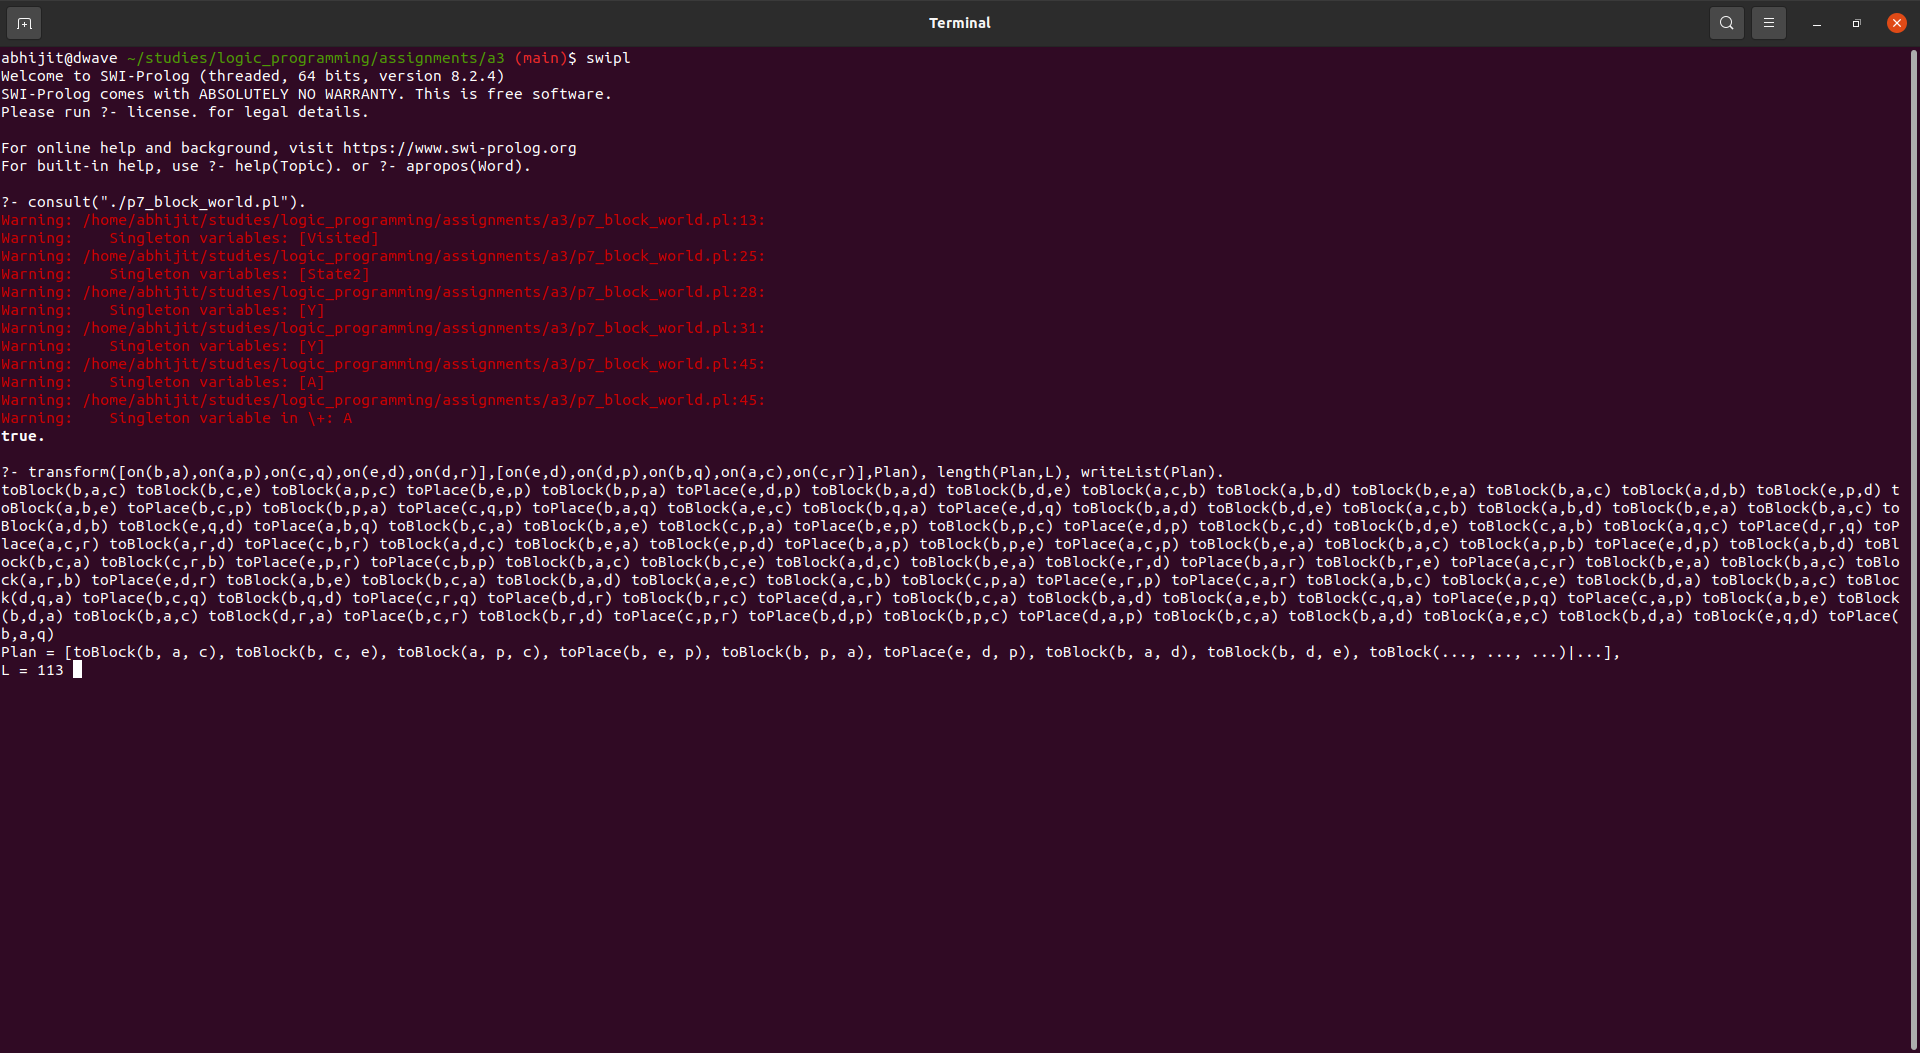 Terminal
abhijit@dwave ~/studies/logic_programming/assignments/a3 (main)$ swipl
Welcome to SWI-Prolog (threaded, 64 bits, version 8.2.4)
SWI-Prolog comes with ABSOLUTELY NO WARRANTY. This is free software.
Please run ?- license. for legal details.
For online help and background, visit https://www.swi-prolog.org
For built-in help, use ?- help(Topic). or ?- apropos(Word).
?- consult("./p7_block_world.pl").
Warning: /home/abhijit/studies/logic_programming/assignments/a3/p7_block_world.pl:13:
Warning:    Singleton variables: [Visited]
Warning: /home/abhijit/studies/logic_programming/assignments/a3/p7_block_world.pl:25:
Warning:    Singleton variables: [State2]
Warning: /home/abhijit/studies/logic_programming/assignments/a3/p7_block_world.pl:28:
Warning:    Singleton variables: [Y]
Warning: /home/abhijit/studies/logic_programming/assignments/a3/p7_block_world.pl:31:
Warning:    Singleton variables: [Y]
Warning: /home/abhijit/studies/logic_programming/assignments/a3/p7_block_world.pl:45:
Warning:    Singleton variables: [A]
Warning: /home/abhijit/studies/logic_programming/assignments/a3/p7_block_world.pl:45:
Warning:    Singleton variable in \+: A
true.
?- transform([on(b,a),on(a,p),on(c,q),on(e,d),on(d,r)],[on(e,d),on(d,p),on(b,q),on(a,c),on(c,r)],Plan), length(Plan,L), writeList(Plan).
toBlock(b,a,c) toBlock(b,c,e) toBlock(a,p,c) toPlace(b,e,p) toBlock(b,p,a) toPlace(e,d,p) toBlock(b,a,d) toBlock(b,d,e) toBlock(a,c,b) toBlock(a,b,d) toBlock(b,e,a) toBlock(b,a,c) toBlock(a,d,b) toBlock(e,p,d) t
oBlock(a,b,e) toPlace(b,c,p) toBlock(b,p,a) toPlace(c,q,p) toPlace(b,a,q) toBlock(a,e,c) toBlock(b,q,a) toPlace(e,d,q) toBlock(b,a,d) toBlock(b,d,e) toBlock(a,c,b) toBlock(a,b,d) toBlock(b,e,a) toBlock(b,a,c) to
Block(a,d,b) toBlock(e,q,d) toPlace(a,b,q) toBlock(b,c,a) toBlock(b,a,e) toBlock(c,p,a) toPlace(b,e,p) toBlock(b,p,c) toPlace(e,d,p) toBlock(b,c,d) toBlock(b,d,e) toBlock(c,a,b) toBlock(a,q,c) toPlace(d,r,q) toP
lace(a,c,r) toBlock(a,r,d) toPlace(c,b,r) toBlock(a,d,c) toBlock(b,e,a) toBlock(e,p,d) toPlace(b,a,p) toBlock(b,p,e) toPlace(a,c,p) toBlock(b,e,a) toBlock(b,a,c) toBlock(a,p,b) toPlace(e,d,p) toBlock(a,b,d) toBl
ock(b,c,a) toBlock(c,r,b) toPlace(e,p,r) toPlace(c,b,p) toBlock(b,a,c) toBlock(b,c,e) toBlock(a,d,c) toBlock(b,e,a) toBlock(e,r,d) toPlace(b,a,r) toBlock(b,r,e) toPlace(a,c,r) toBlock(b,e,a) toBlock(b,a,c) toBlo
ck(a,r,b) toPlace(e,d,r) toBlock(a,b,e) toBlock(b,c,a) toBlock(b,a,d) toBlock(a,e,c) toBlock(a,c,b) toBlock(c,p,a) toPlace(e,r,p) toPlace(c,a,r) toBlock(a,b,c) toBlock(a,c,e) toBlock(b,d,a) toBlock(b,a,c) toBloc
k(d,q,a) toPlace(b,c,q) toBlock(b,q,d) toPlace(c,r,q) toPlace(b,d,r) toBlock(b,r,c) toPlace(d,a,r) toBlock(b,c,a) toBlock(b,a,d) toBlock(a,e,b) toBlock(c,q,a) toPlace(e,p,q) toPlace(c,a,p) toBlock(a,b,e) toBlock
(b,d,a) toBlock(b,a,c) toBlock(d,r,a) toPlace(b,c,r) toBlock(b,r,d) toPlace(c,p,r) toPlace(b,d,p) toBlock(b,p,c) toPlace(d,a,p) toBlock(b,c,a) toBlock(b,a,d) toBlock(a,e,c) toBlock(b,d,a) toBlock(e,q,d) toPlace(
b,a,q)
Plan = [toBlock(b, a, c), toBlock(b, c, e), toBlock(a, p, c), toPlace(b, e, p), toBlock(b, p, a), toPlace(e, d, p), toBlock(b, a, d), toBlock(b, d, e), toBlock(..., ..., ...)|...],
L = 113